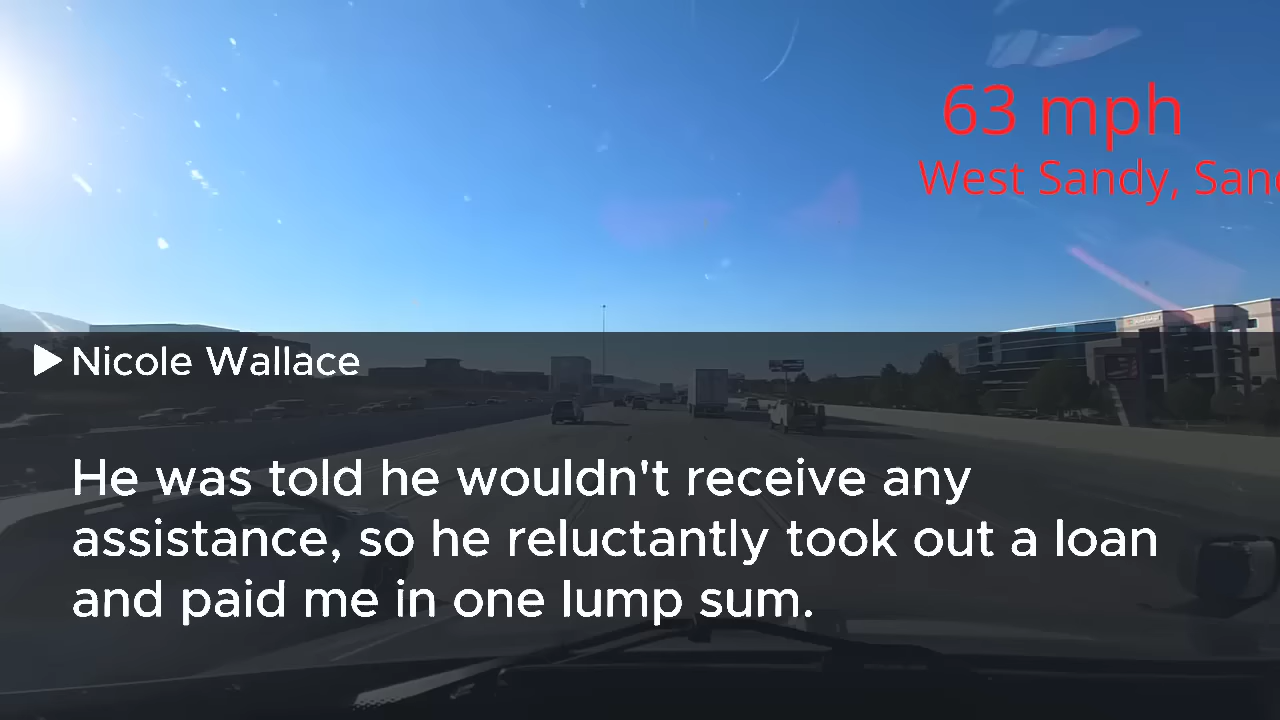 63 mph
West Sandy, San
Nicole Wallace
He was told he wouldn't receive any
assistance, so he reluctantly took out a loan
and paid me in one lump sum.